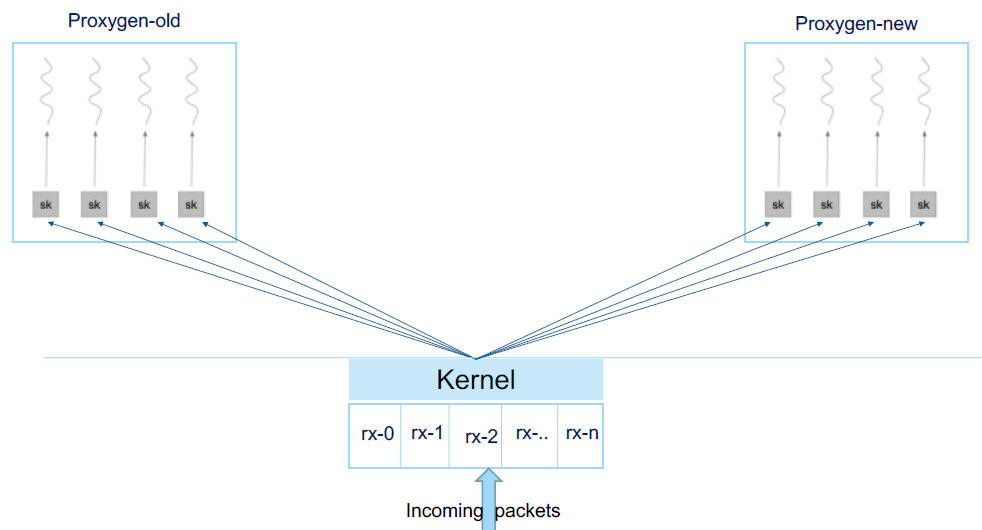 Proxygen-old
Proxygen-new
sk sk sk sk
sk sk sk sk
Kernel
rx-0 rx-1 rx-2 rx-.. rx-n
Incoming packets